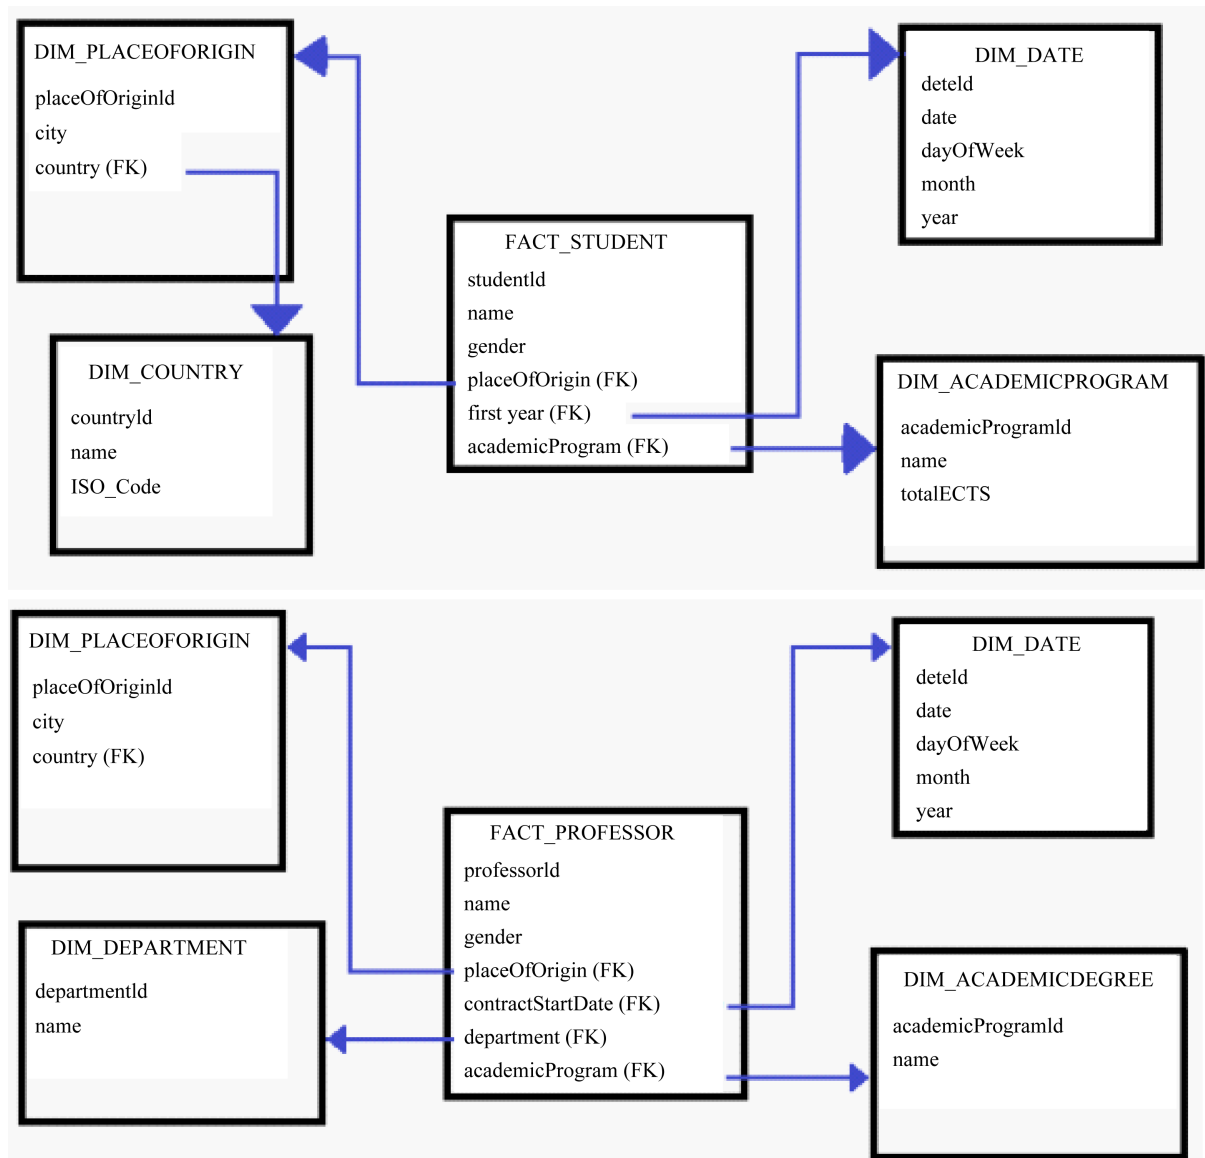 DIM_PLACEOFORIGIN
placeOfOriginId
city
country (FK)
DIM_COUNTRY
countryId
name
ISO_Code
FACT_STUDENT
studentId
name
gender
placeOfOrigin (FK)
first year (FK)
academicProgram (FK)
DIM_DATE
deteId
date
dayOfWeek
month
year
DIM_ACADEMICPROGRAM
academicProgramId
name
totalECTS
DIM_PLACEOFORIGIN
placeOfOriginId
city
country (FK)
DIM_DEPARTMENT
departmentId
name
FACT_PROFESSOR
professorId
name
gender
placeOfOrigin (FK)
contractStartDate (FK)
department (FK)
academicProgram (FK)
DIM_DATE
deteId
date
dayOfWeek
month
year
DIM_ACADEMICDEGREE
academicProgramId
name